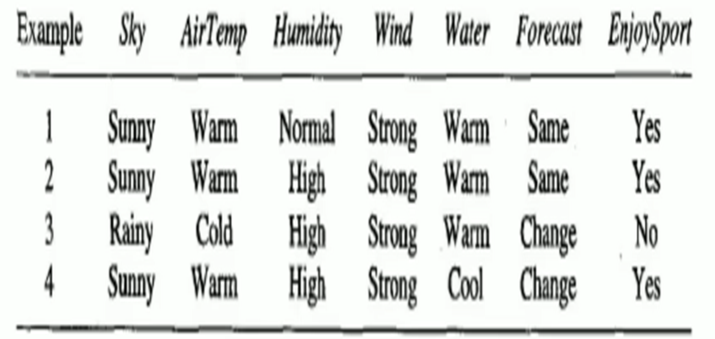 Example Sky AirTemp Humidity Wind Water Forecast EnjoySport
1 Sunny Warm Normal Strong Warm Same Yes
2 Sunny Warm High Strong Warm Same Yes
3 Rainy Cold High Strong Warm Change No
4 Sunny Warm High Strong Cool Change Yes